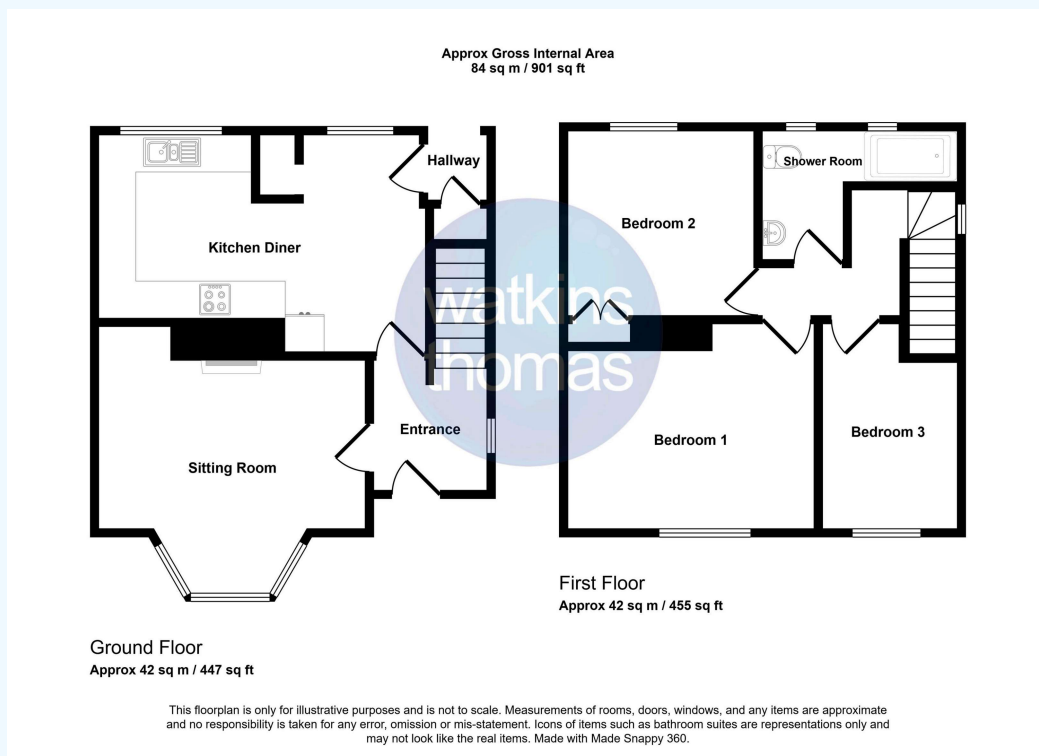 Approx Gross Internal Area
84 sq m / 901 sq ft
Hallway
Kitchen Diner
Sitting Room
Entrance
Ground Floor
Approx 42 sq m / 447 sq ft
Shower Room
Bedroom 2
Bedroom 1
Bedroom 3
First Floor
Approx 42 sq m / 455 sq ft
watkins
thomas
This floorplan is only for illustrative purposes and is not to scale. Measurements of rooms, doors, windows, and any items are approximate
and no responsibility is taken for any error, omission or mis-statement. Icons of items such as bathroom suites are representations only and
may not look like the real items. Made with Made Snappy 360.